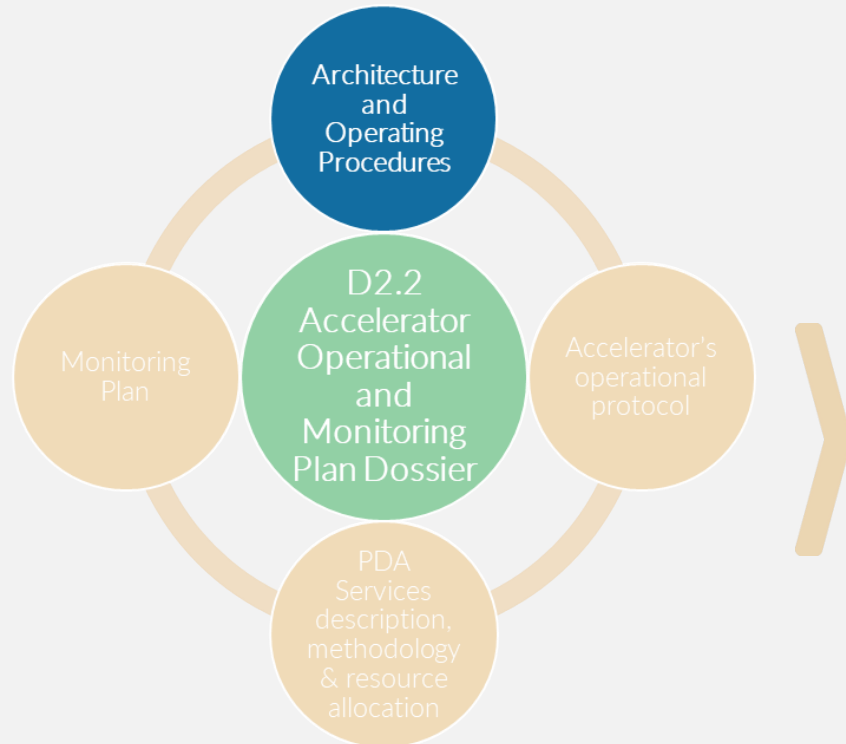 Architecture
and
Operating
Procedures
D2.2
Accelerator
Operational
and
Monitoring
Plan Dossier
Monitoring
Plan
Accelerator's
operational
protocol
PDA
Services
description,
methodology
& resource
allocation